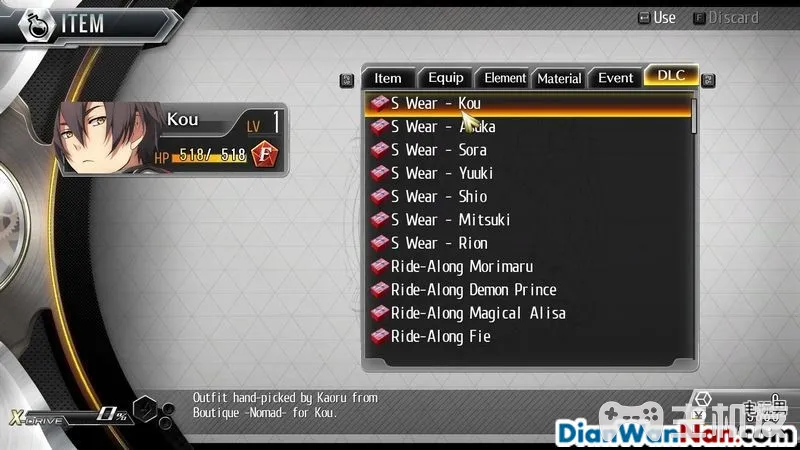 ITEM
Use
Discard
Item Equip Element Material Event DLC
Kou
LV 1
HP 518/ 518
F
S Wear - Kou
S Wear - Asuka
S Wear - Sora
S Wear - Yuuki
S Wear - Shio
S Wear - Mitsuki
S Wear - Rion
Ride-Along Morimaru
Ride-Along Demon Prince
Ride-Along Magical Alisa
Ride-Along Fie
Outfit hand-picked by Kaoru from
Boutique -Nomad- for Kou.
X-DRIVE 0%
DianWanNan.com